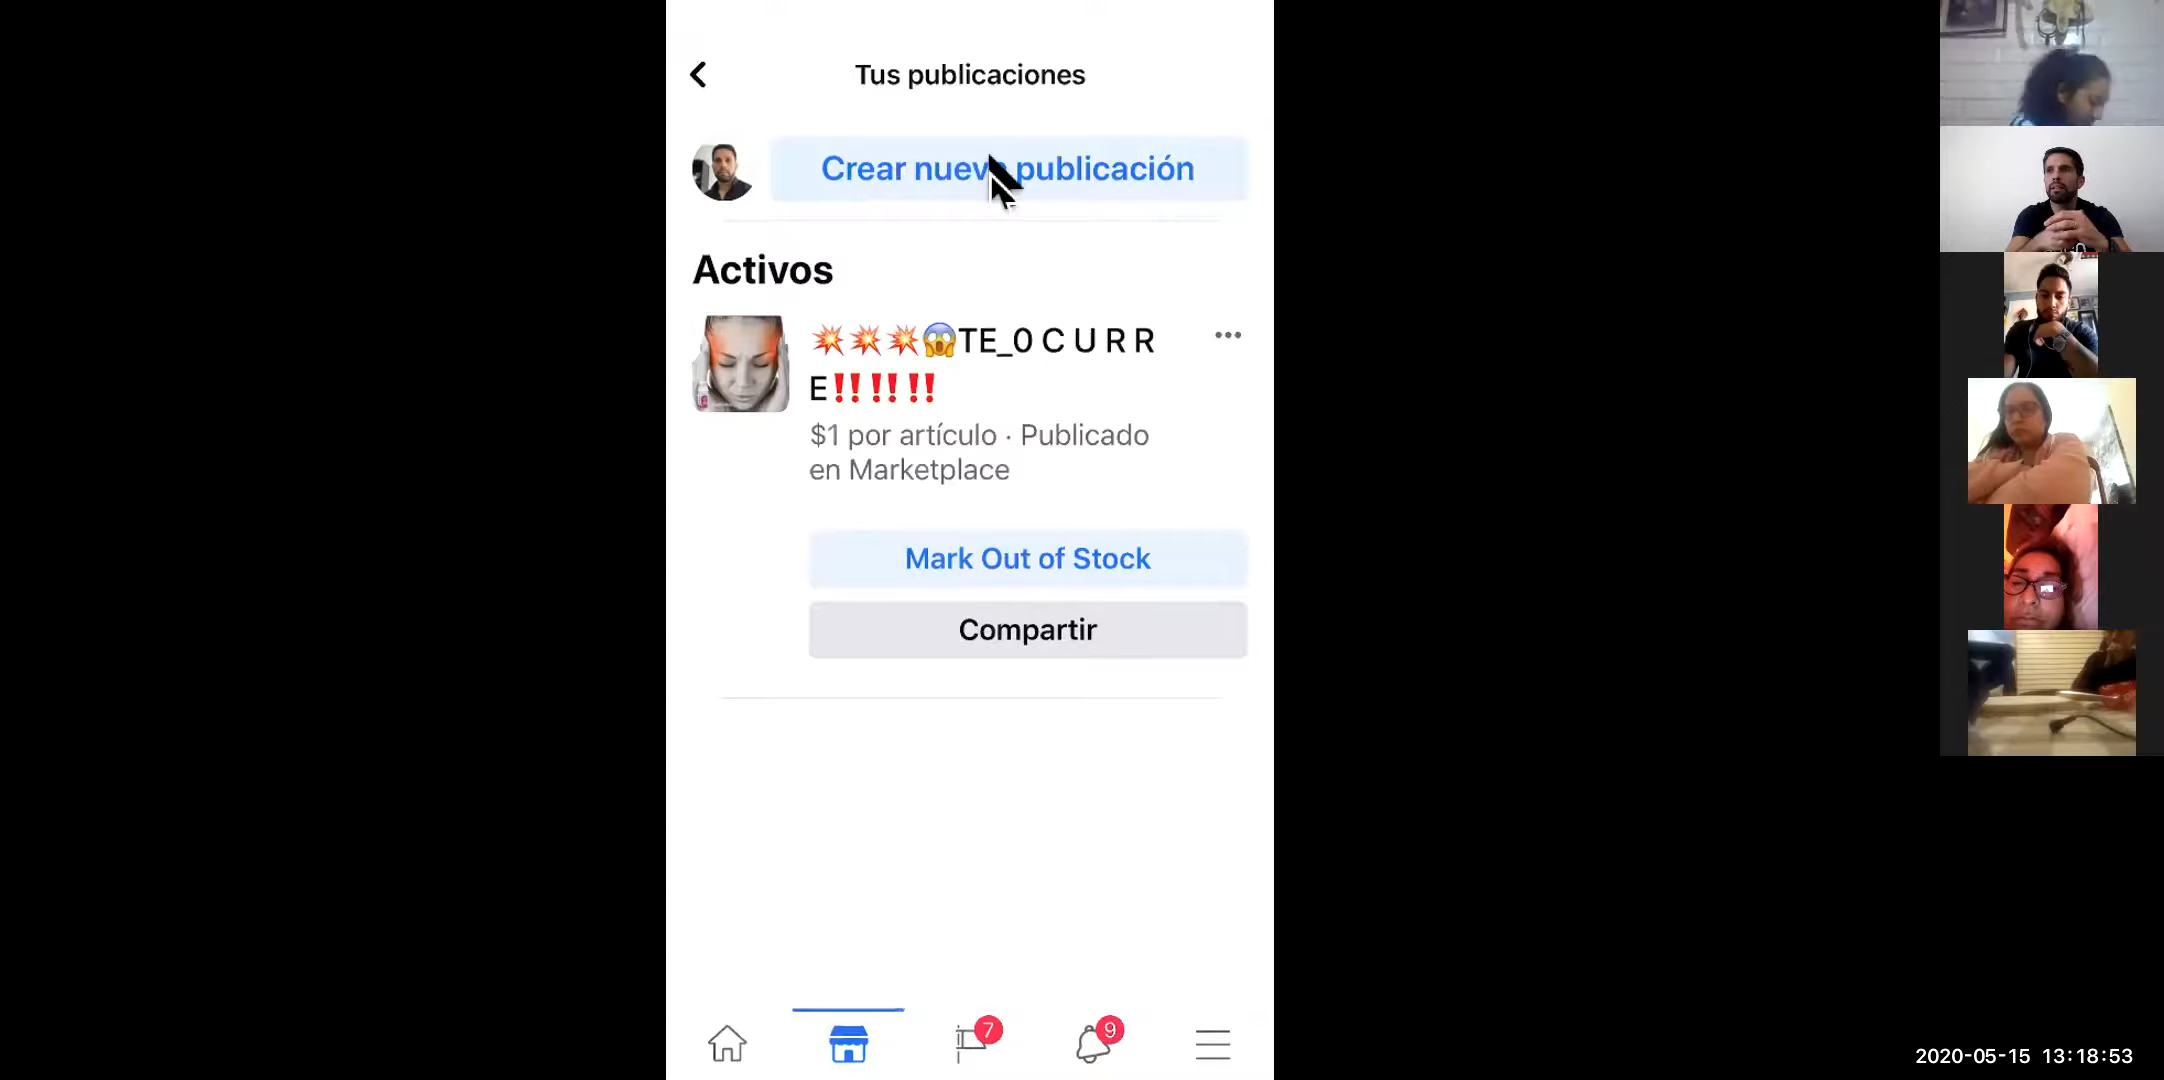 Tus publicaciones
Crear nueva publicación
Activos
💥💥💥😱TE_0 C U R R
E‼️‼️‼️
$1 por artículo · Publicado
en Marketplace
Mark Out of Stock
Compartir
7
9
2020-05-15 13:18:53